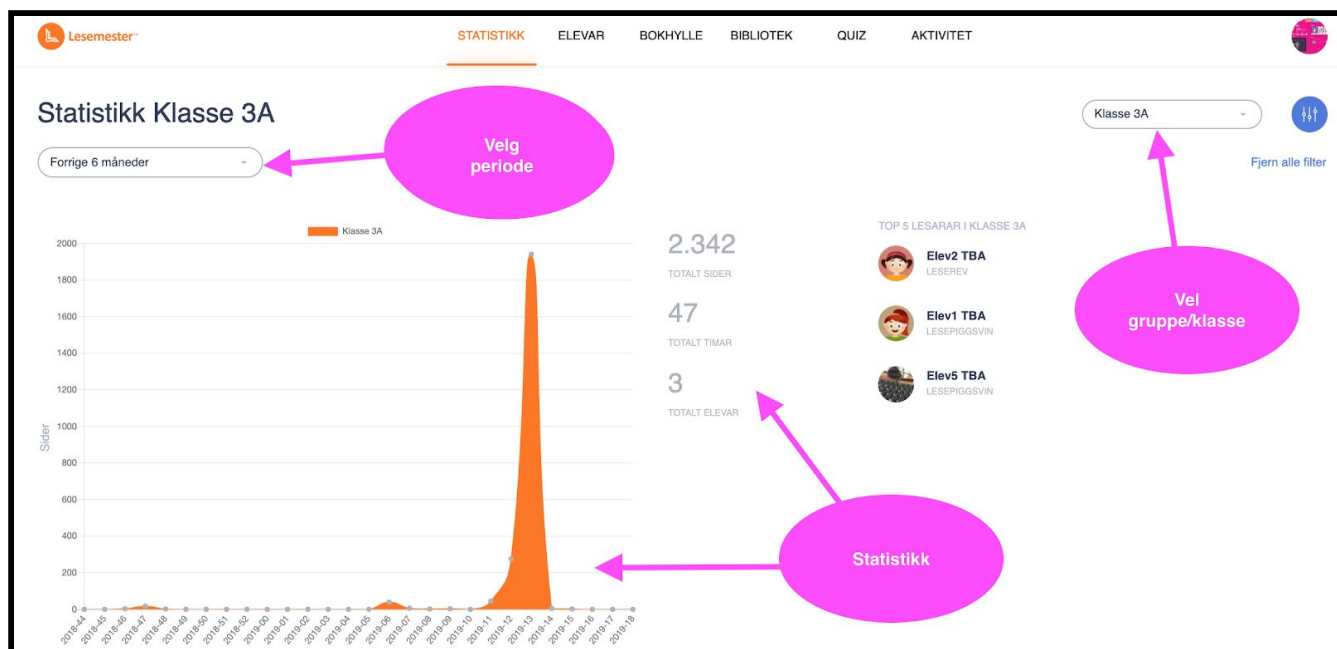 Lesemester™
STATISTIKK
ELEVAR
BOKHYLLE
BIBLIOTEK
QUIZ
AKTIVITET
Statistikk Klasse 3A
Velg
periode
Klasse 3A
Forrige 6 måneder
Fjern alle filter
Klasse 3A
2000
1800
1600
1400
1200
1000
800
600
400
200
0
Sider
2018-44
2018-45
2018-46
2018-47
2018-48
2018-49
2018-50
2018-51
2018-52
2019-00
2019-01
2019-02
2019-03
2019-04
2019-05
2019-06
2019-07
2019-08
2019-09
2019-10
2019-11
2019-12
2019-13
2019-14
2019-15
2019-16
2019-17
2019-18
2.342
TOTALT SIDER
47
TOTALT TIMAR
3
TOTALT ELEVAR
TOP 5 LESARAR I KLASSE 3A
Elev2 TBA
LESEREV
Elev1 TBA
LESEPIGGSVIN
Elev5 TBA
LESEPIGGSVIN
Vel
gruppe/klasse
Statistikk